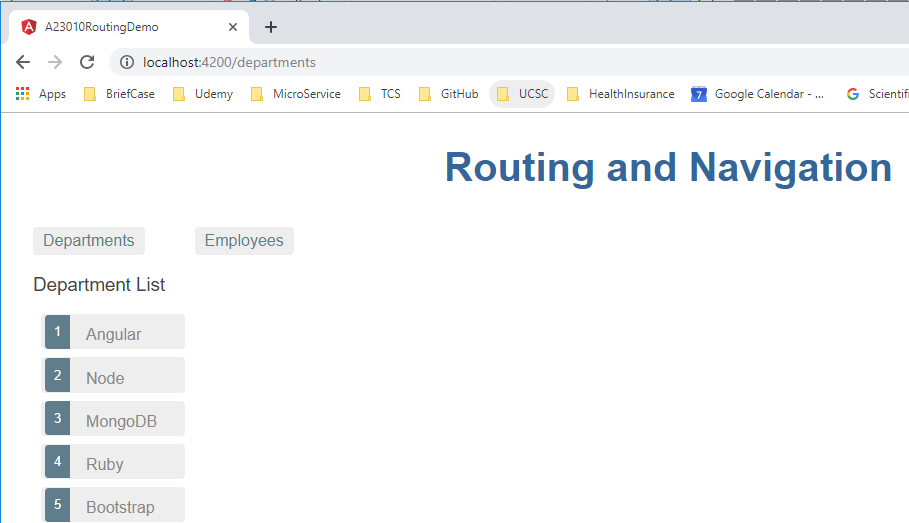 A23010RoutingDemo
localhost:4200/departments
Apps BriefCase Udemy MicroService TCS GitHub UCSC HealthInsurance 7 Google Calendar - ... G Scientifi
Routing and Navigation
Departments Employees
Department List
1 Angular
2 Node
3 MongoDB
4 Ruby
5 Bootstrap